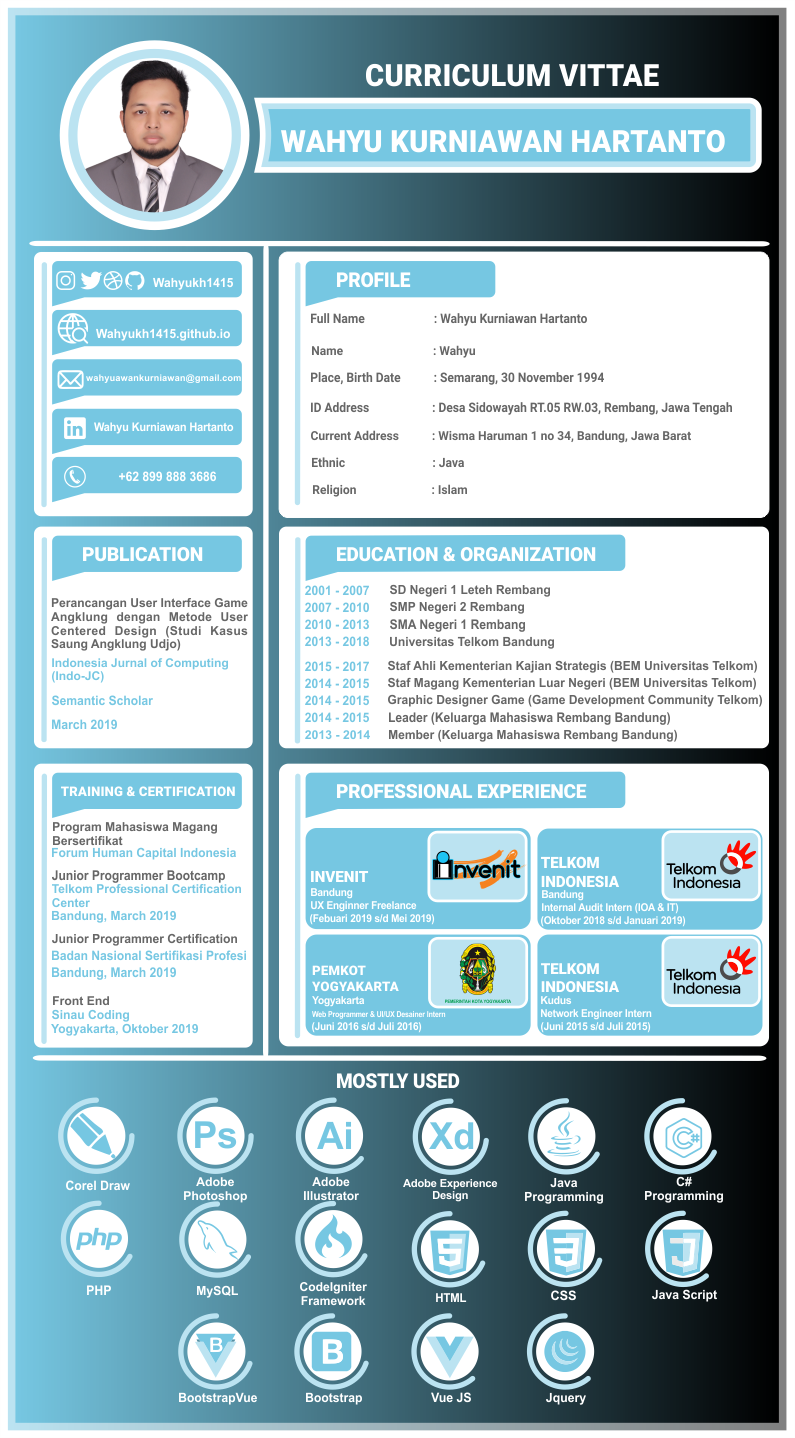 CURRICULUM VITTAE
WAHYU KURNIAWAN HARTANTO
Wahyukh1415
Wahyukh1415.github.io
wahyuawankurniawan@gmail.com
in
Wahyu Kurniawan Hartanto
+62 899 888 3686
PROFILE
Full Name : Wahyu Kurniawan Hartanto
Name : Wahyu
Place, Birth Date : Semarang, 30 November 1994
ID Address : Desa Sidowayah RT.05 RW.03, Rembang, Jawa Tengah
Current Address : Wisma Haruman 1 no 34, Bandung, Jawa Barat
Ethnic : Java
Religion : Islam
PUBLICATION
Perancangan User Interface Game
Angklung dengan Metode User
Centered Design (Studi Kasus
Saung Angklung Udjo)
Indonesia Jurnal of Computing
(Indo-JC)
Semantic Scholar
March 2019
EDUCATION & ORGANIZATION
2001 - 2007 SD Negeri 1 Leteh Rembang
2007 - 2010 SMP Negeri 2 Rembang
2010 - 2013 SMA Negeri 1 Rembang
2013 - 2018 Universitas Telkom Bandung
2015 - 2017 Staf Ahli Kementerian Kajian Strategis (BEM Universitas Telkom)
2014 - 2015 Staf Magang Kementerian Luar Negeri (BEM Universitas Telkom)
2014 - 2015 Graphic Designer Game (Game Development Community Telkom)
2014 - 2015 Leader (Keluarga Mahasiswa Rembang Bandung)
2013 - 2014 Member (Keluarga Mahasiswa Rembang Bandung)
TRAINING & CERTIFICATION
Program Mahasiswa Magang
Bersertifikat
Forum Human Capital Indonesia
Junior Programmer Bootcamp
Telkom Professional Certification
Center
Bandung, March 2019
Junior Programmer Certification
Badan Nasional Sertifikasi Profesi
Bandung, March 2019
Front End
Sinau Coding
Yogyakarta, Oktober 2019
PROFESSIONAL EXPERIENCE
invenit
INVENIT
Bandung
UX Enginner Freelance
(Febuari 2019 s/d Mei 2019)
Telkom
Indonesia
TELKOM
INDONESIA
Bandung
Internal Audit Intern (IOA & IT)
(Oktober 2018 s/d Januari 2019)
PEMERINTAH KOTA YOGYAKARTA
PEMKOT
YOGYAKARTA
Yogyakarta
Web Programmer & UI/UX Desainer Intern
(Juni 2016 s/d Juli 2016)
Telkom
Indonesia
TELKOM
INDONESIA
Kudus
Network Engineer Intern
(Juni 2015 s/d Juli 2015)
MOSTLY USED
Ps
Ai
Xd
C#
Corel Draw
Adobe
Photoshop
Adobe
Illustrator
Adobe Experience
Design
Java
Programming
C#
Programming
php
PHP
MySQL
CodeIgniter
Framework
5
HTML
3
CSS
J
Java Script
B
BootstrapVue
B
Bootstrap
Vue JS
Jquery